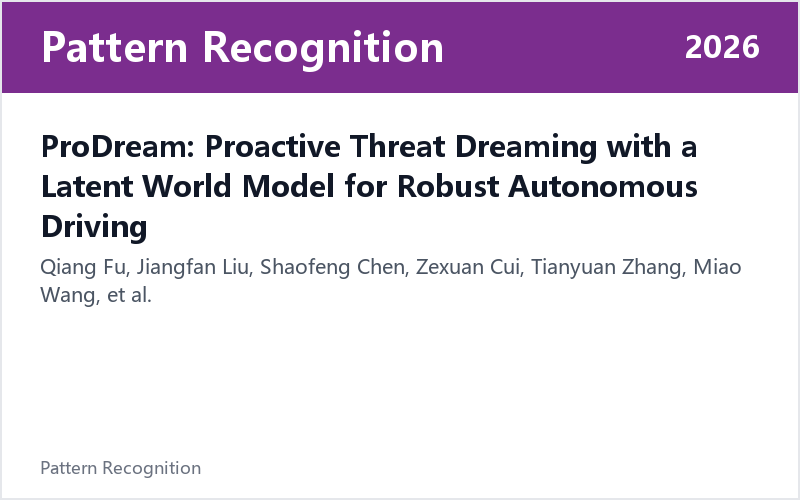 Pattern Recognition
2026
ProDream: Proactive Threat Dreaming with a
Latent World Model for Robust Autonomous
Driving
Qiang Fu, Jiangfan Liu, Shaofeng Chen, Zexuan Cui, Tianyuan Zhang, Miao
Wang, et al.
Pattern Recognition